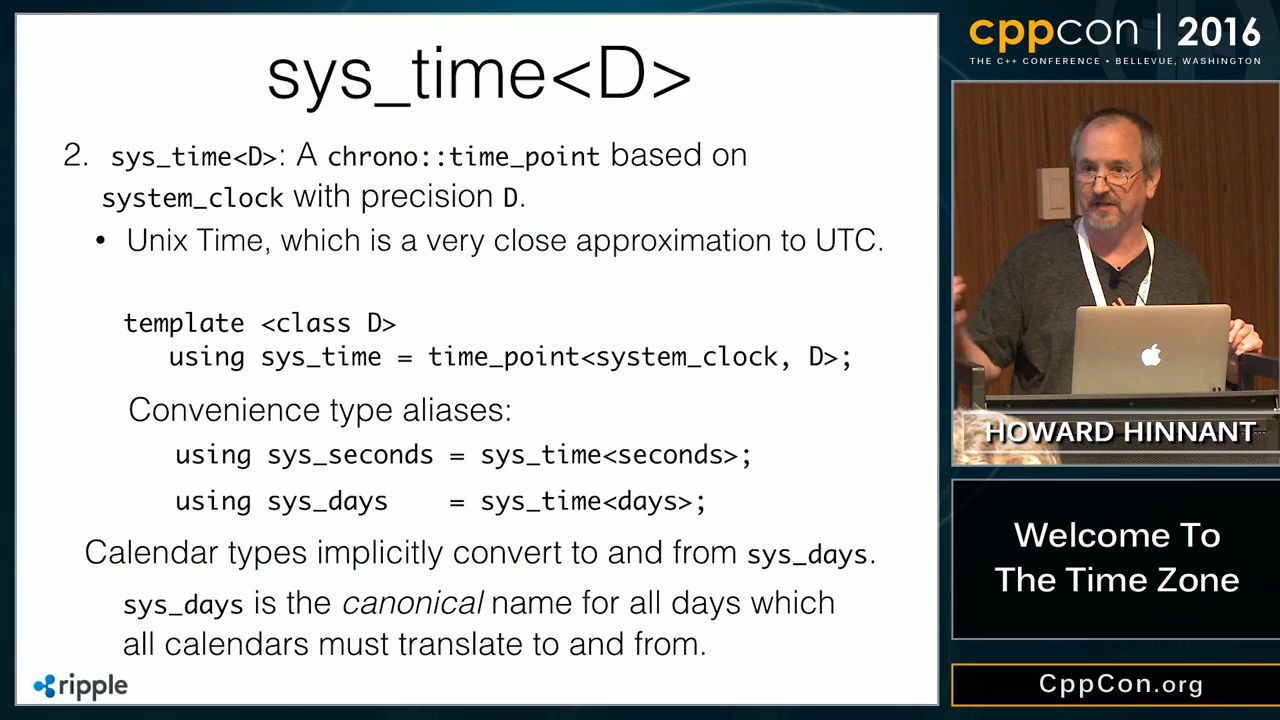 sys_time<D>
2. sys_time<D>: A chrono::time_point based on
system_clock with precision D.
• Unix Time, which is a very close approximation to UTC.
template <class D>
using sys_time = time_point<system_clock, D>;
Convenience type aliases:
using sys_seconds = sys_time<seconds>;
using sys_days = sys_time<days>;
Calendar types implicitly convert to and from sys_days.
sys_days is the canonical name for all days which
all calendars must translate to and from.
ripple
cppcon | 2016
THE C++ CONFERENCE • BELLEVUE, WASHINGTON
HOWARD HINNANT
Welcome To
The Time Zone
CppCon.org